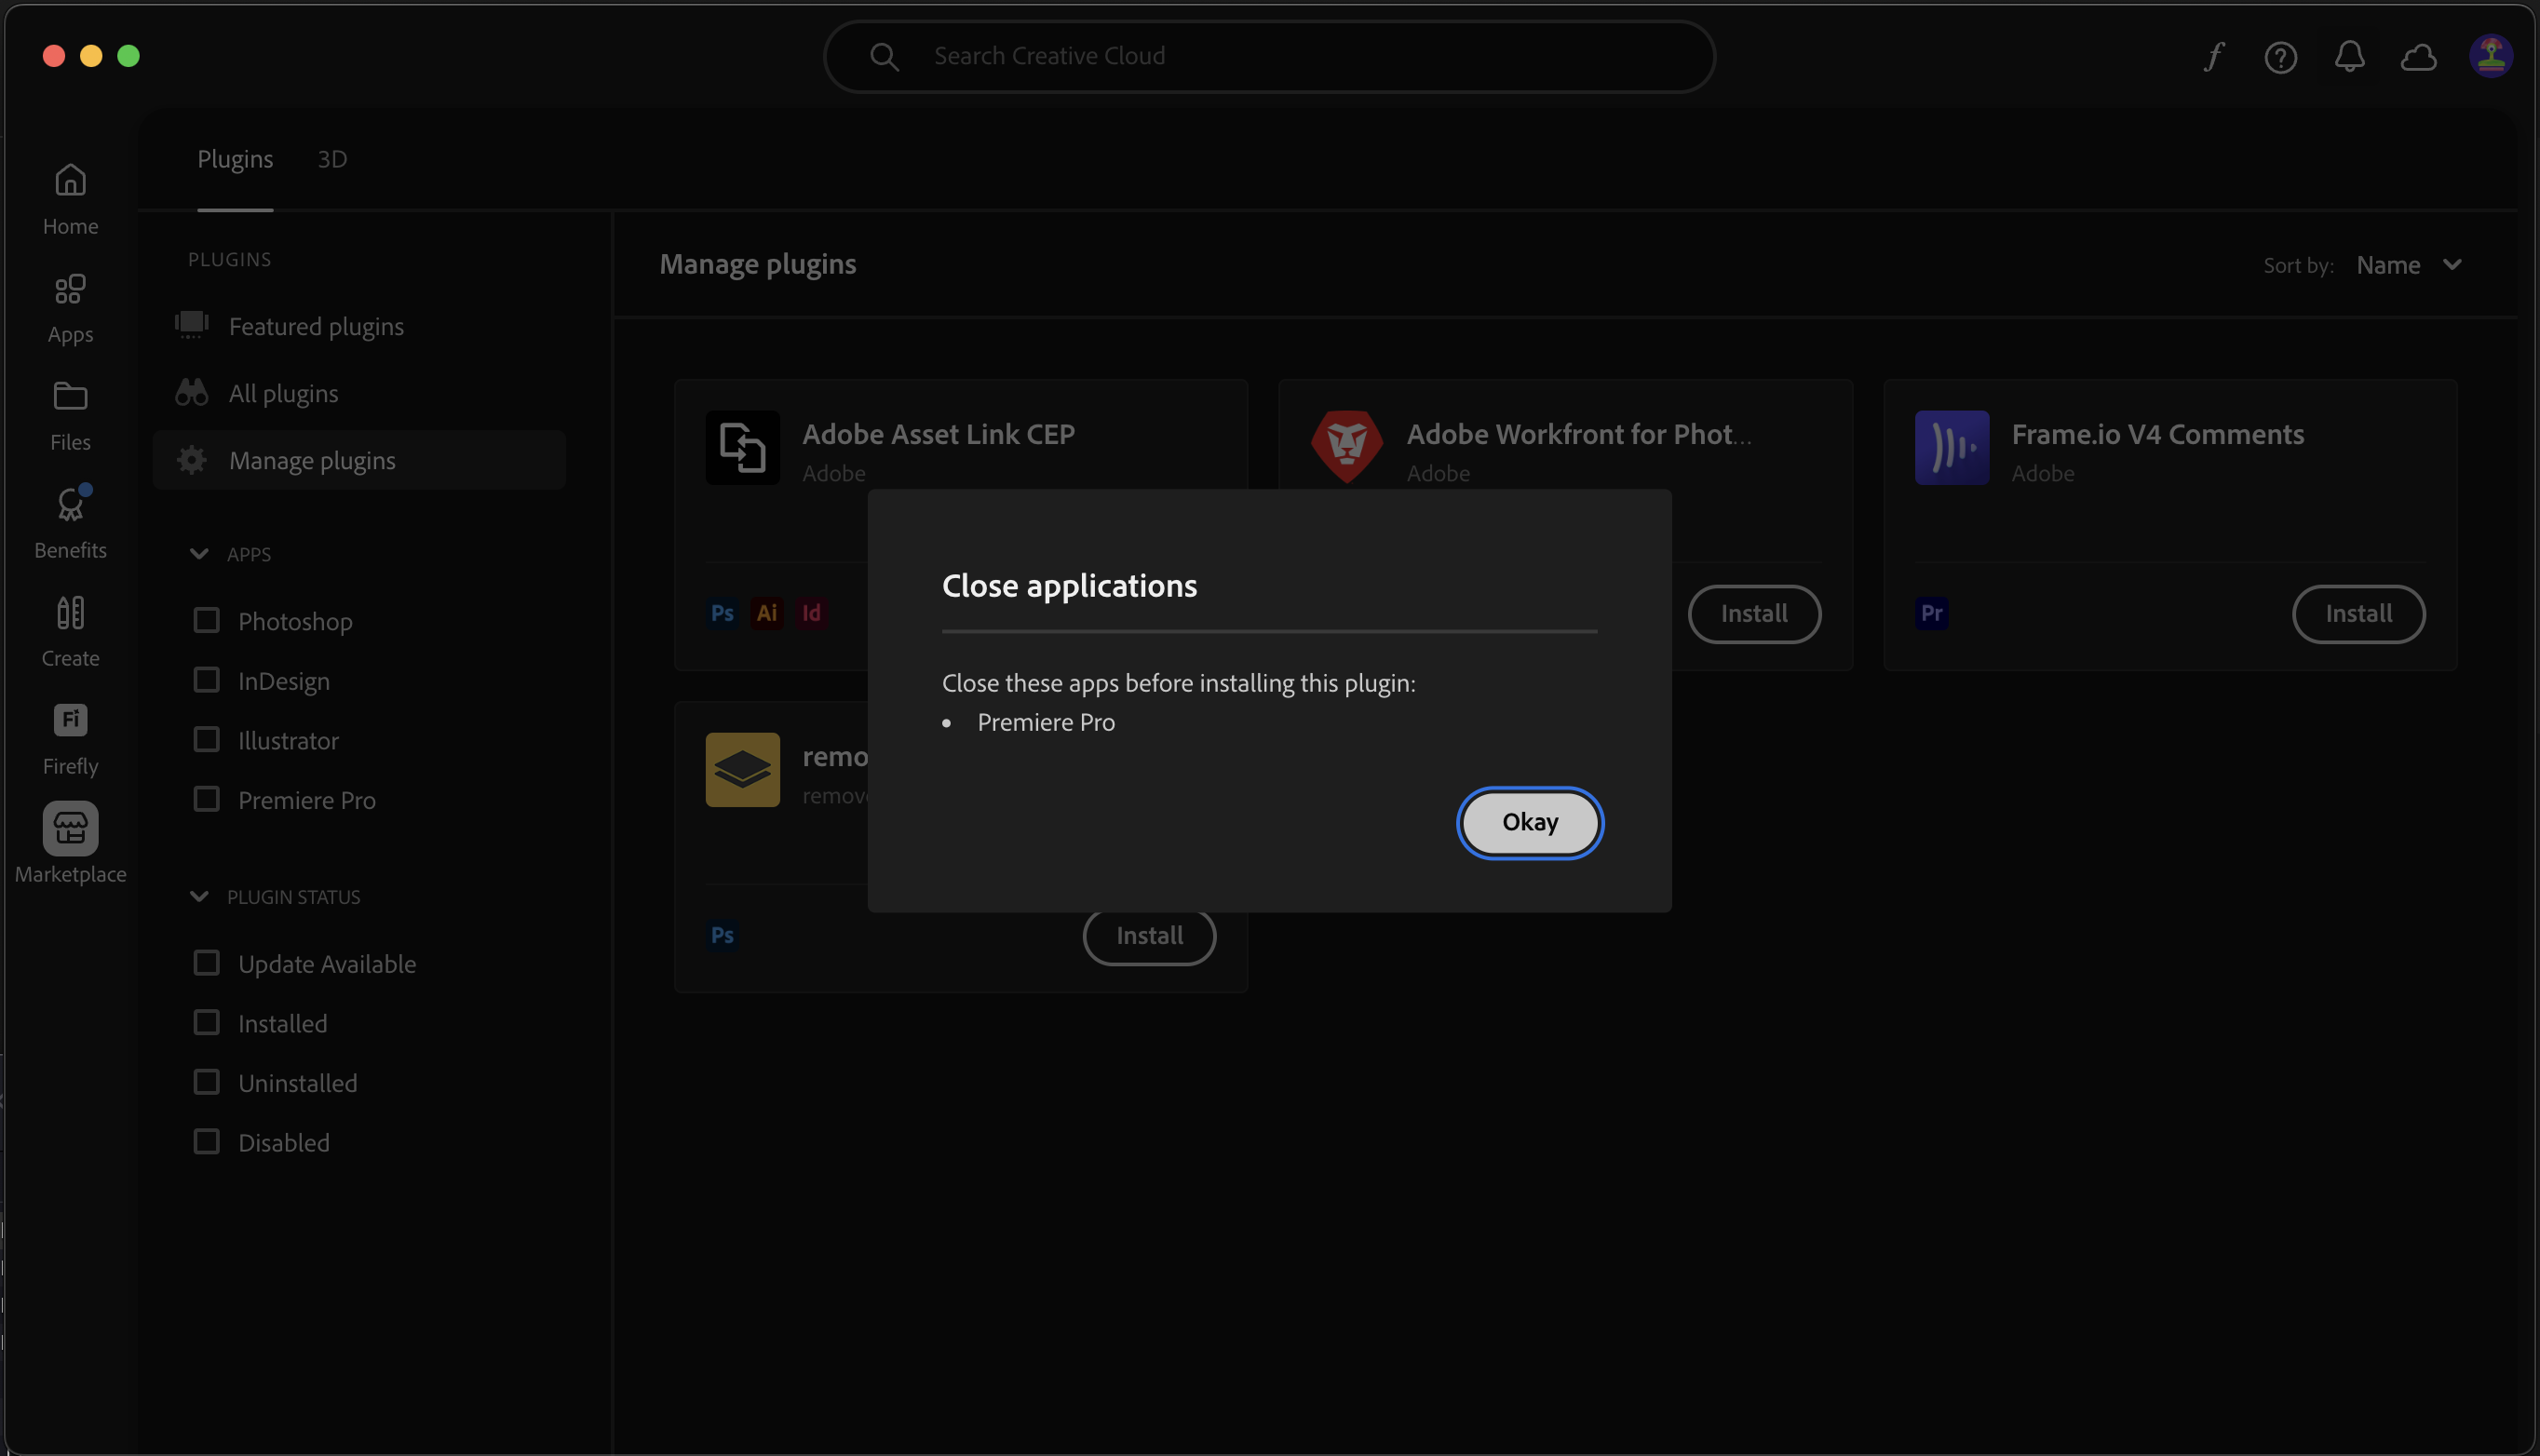 Search Creative Cloud
Home
Apps
Files
Benefits
Create
Fi
Firefly
Marketplace
Plugins 3D
PLUGINS
Featured plugins
All plugins
Manage plugins
APPS
Photoshop
InDesign
Illustrator
Premiere Pro
PLUGIN STATUS
Update Available
Installed
Uninstalled
Disabled
Manage plugins
Sort by: Name
Adobe Asset Link CEP
Adobe
Ps Ai Id
Adobe Workfront for Phot...
Adobe
Install
Frame.io V4 Comments
Adobe
Pr
Install
remo
remov
Ps
Install
Close applications
Close these apps before installing this plugin:
• Premiere Pro
Okay